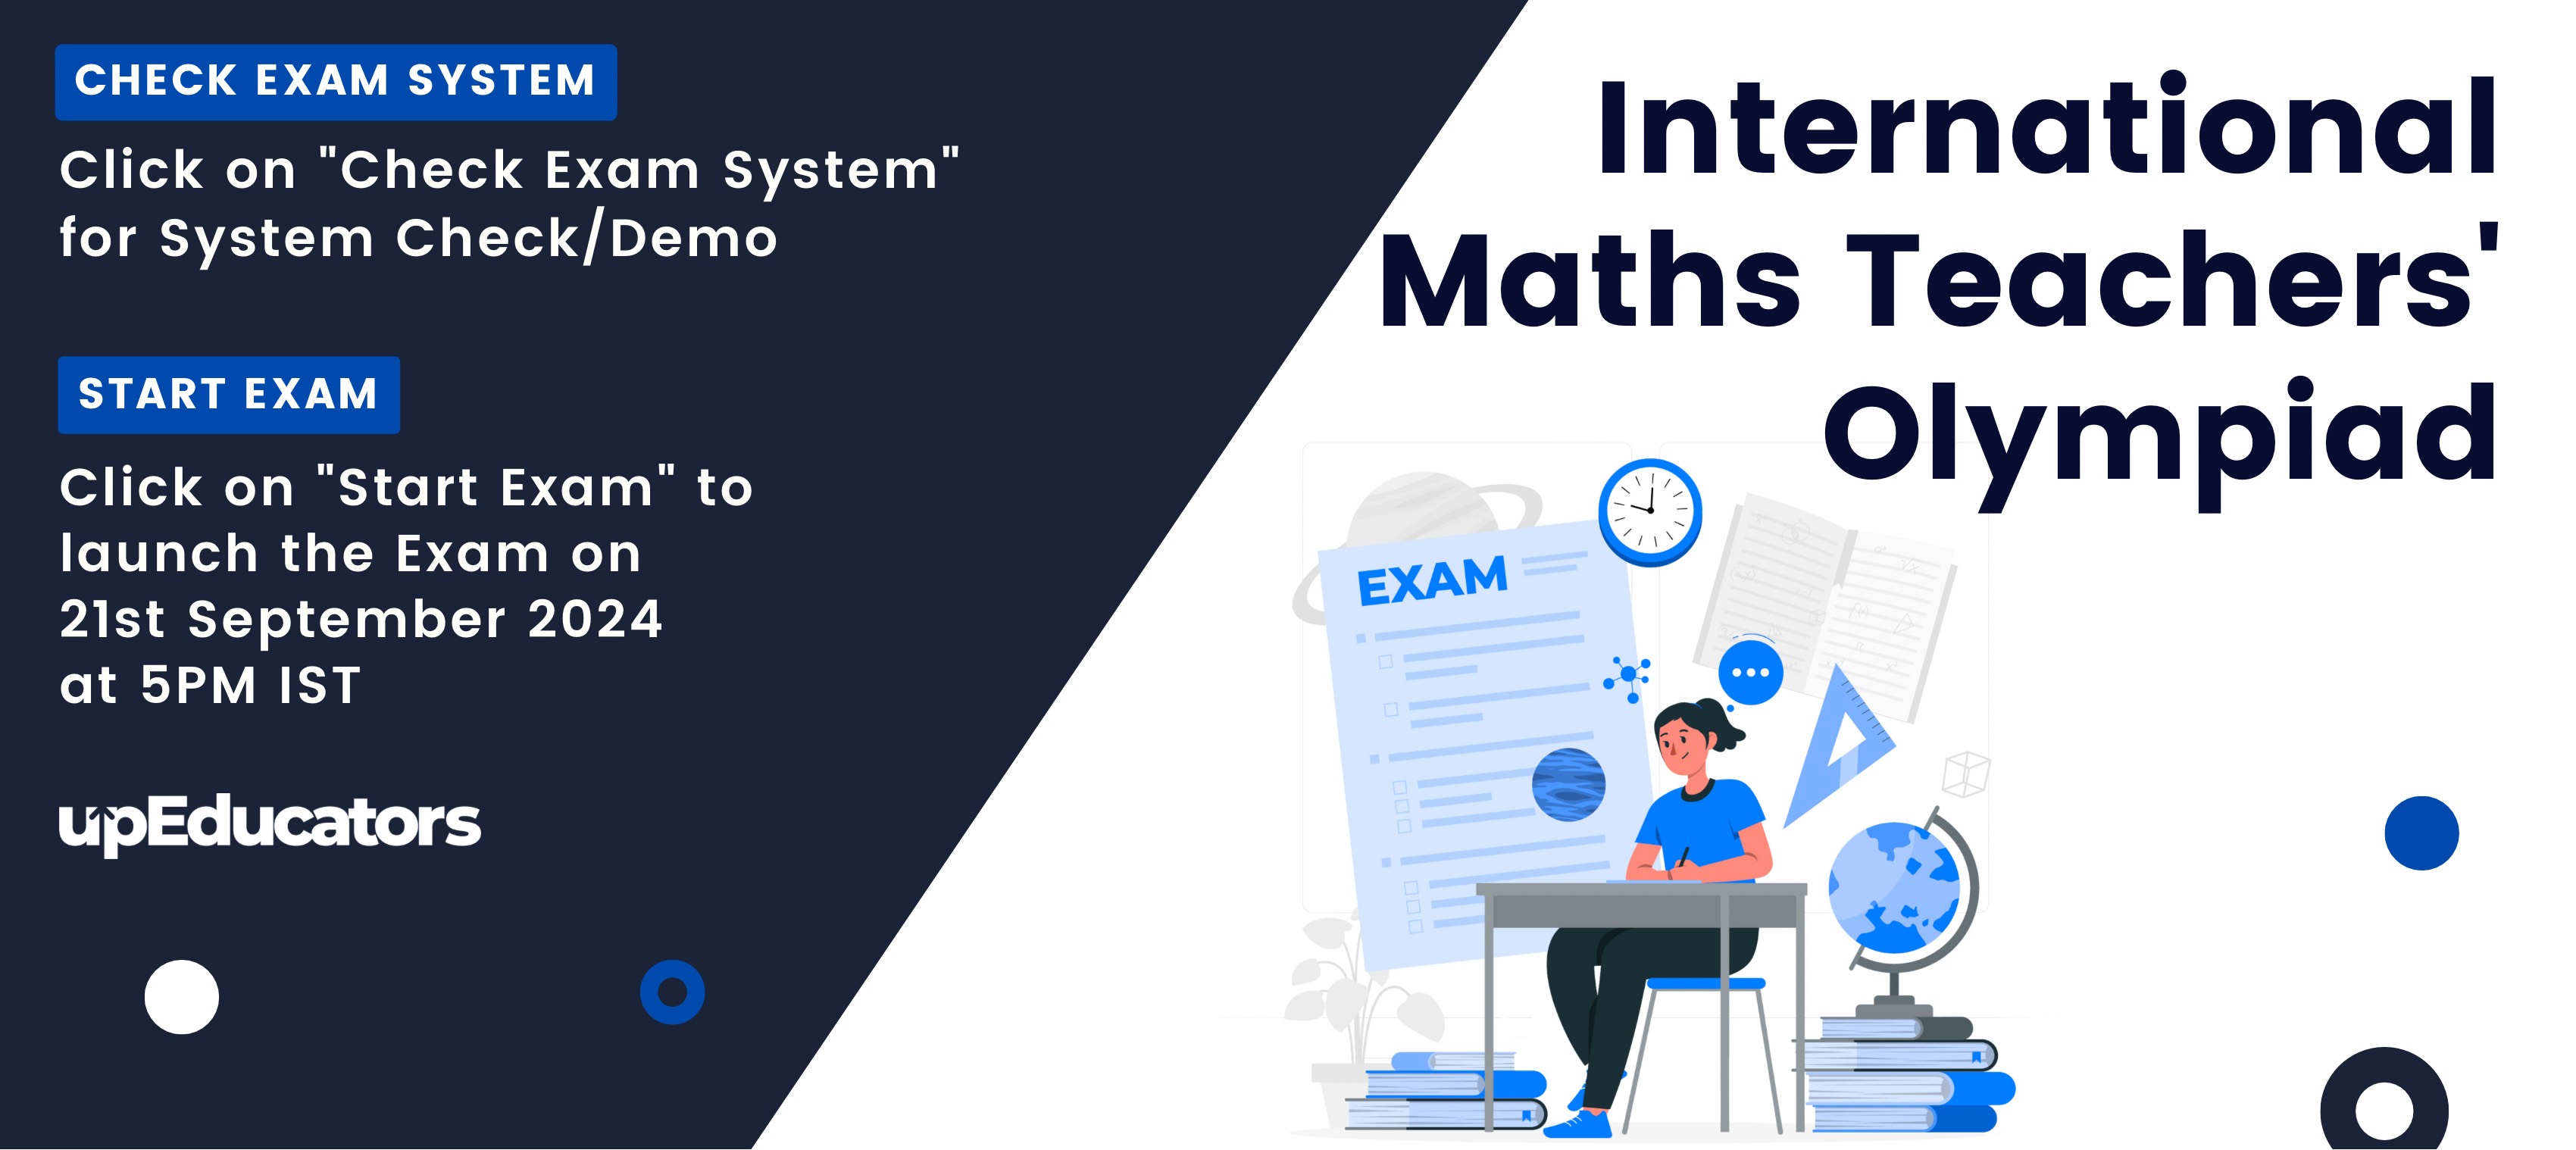 CHECK EXAM SYSTEM
Click on "Check Exam System"
for System Check/Demo
START EXAM
Click on "Start Exam" to
launch the Exam on
21st September 2024
at 5PM IST
upEducators
International
Maths Teachers'
Olympiad
EXAM